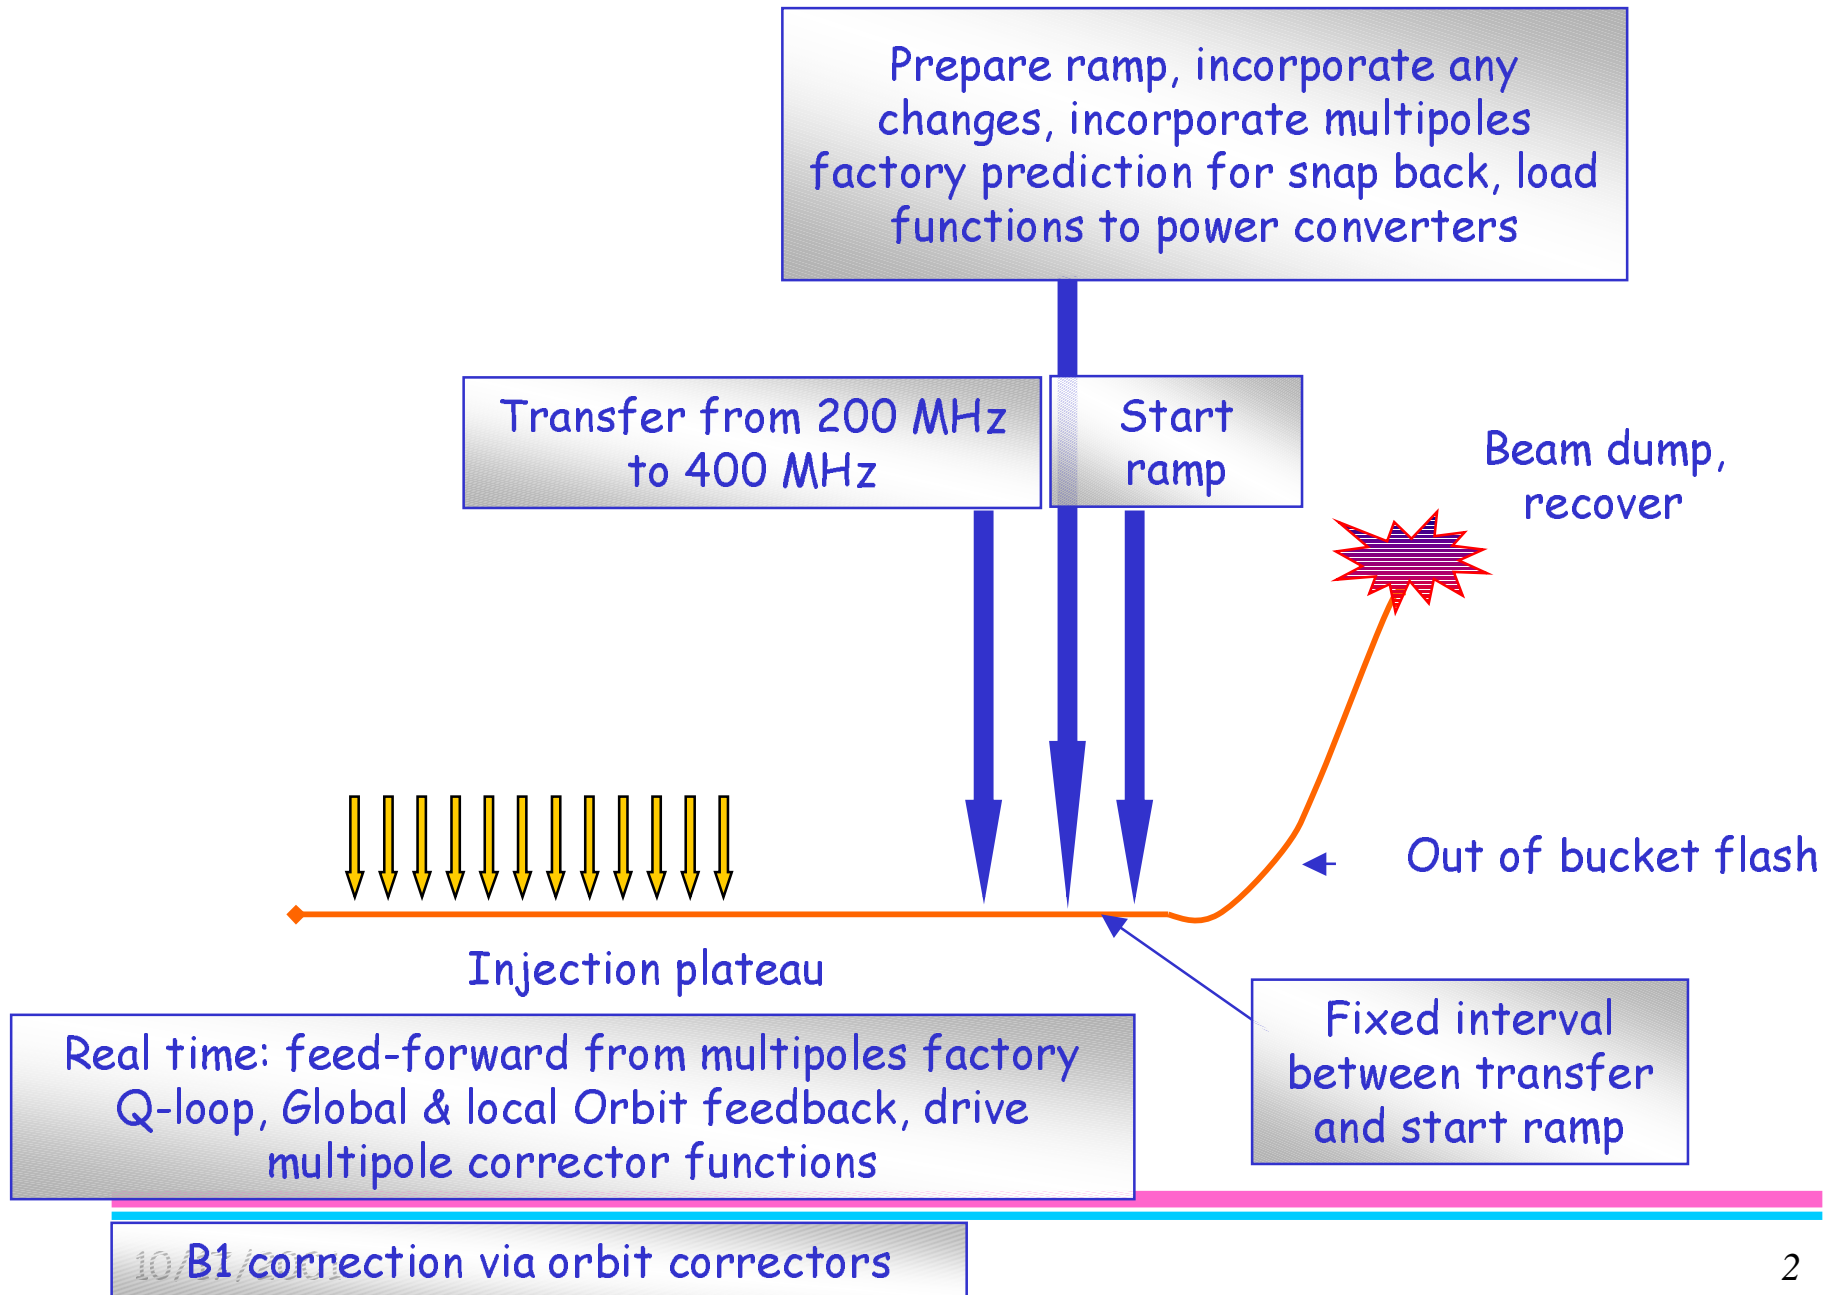 Prepare ramp, incorporate any
changes, incorporate multipoles
factory prediction for snap back, load
functions to power converters
Transfer from 200 MHz
to 400 MHz
Start
ramp
Beam dump,
recover
Out of bucket flash
Injection plateau
Fixed interval
between transfer
and start ramp
Real time: feed-forward from multipoles factory
Q-loop, Global & local Orbit feedback, drive
multipole corrector functions
B1 correction via orbit correctors
2